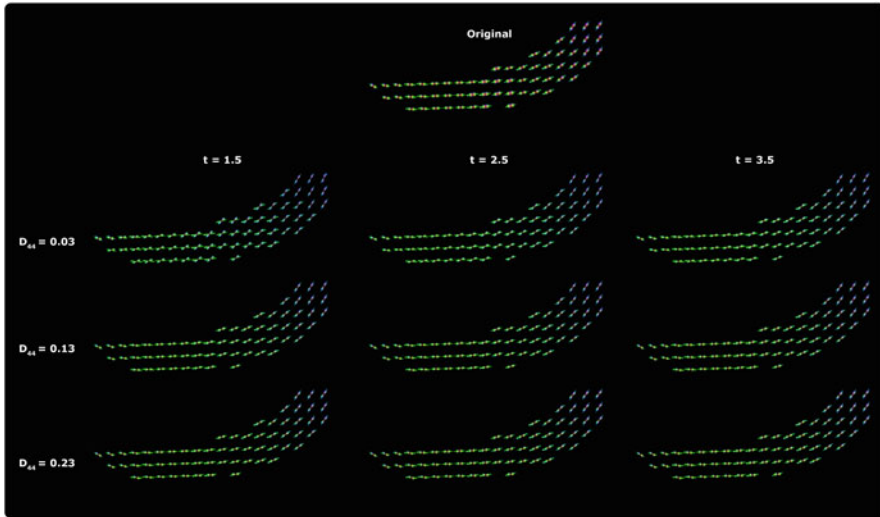 Original
t = 1.5 t = 2.5 t = 3.5
D₄₄ = 0.03
D₄₄ = 0.13
D₄₄ = 0.23